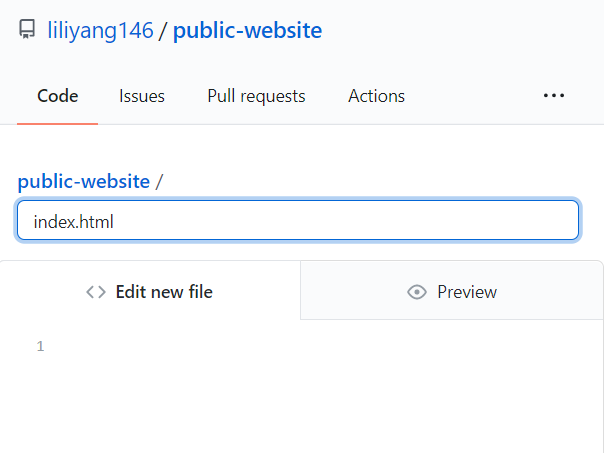 liliyang146 / public-website
Code Issues Pull requests Actions ...
public-website /
index.html
<> Edit new file Preview
1